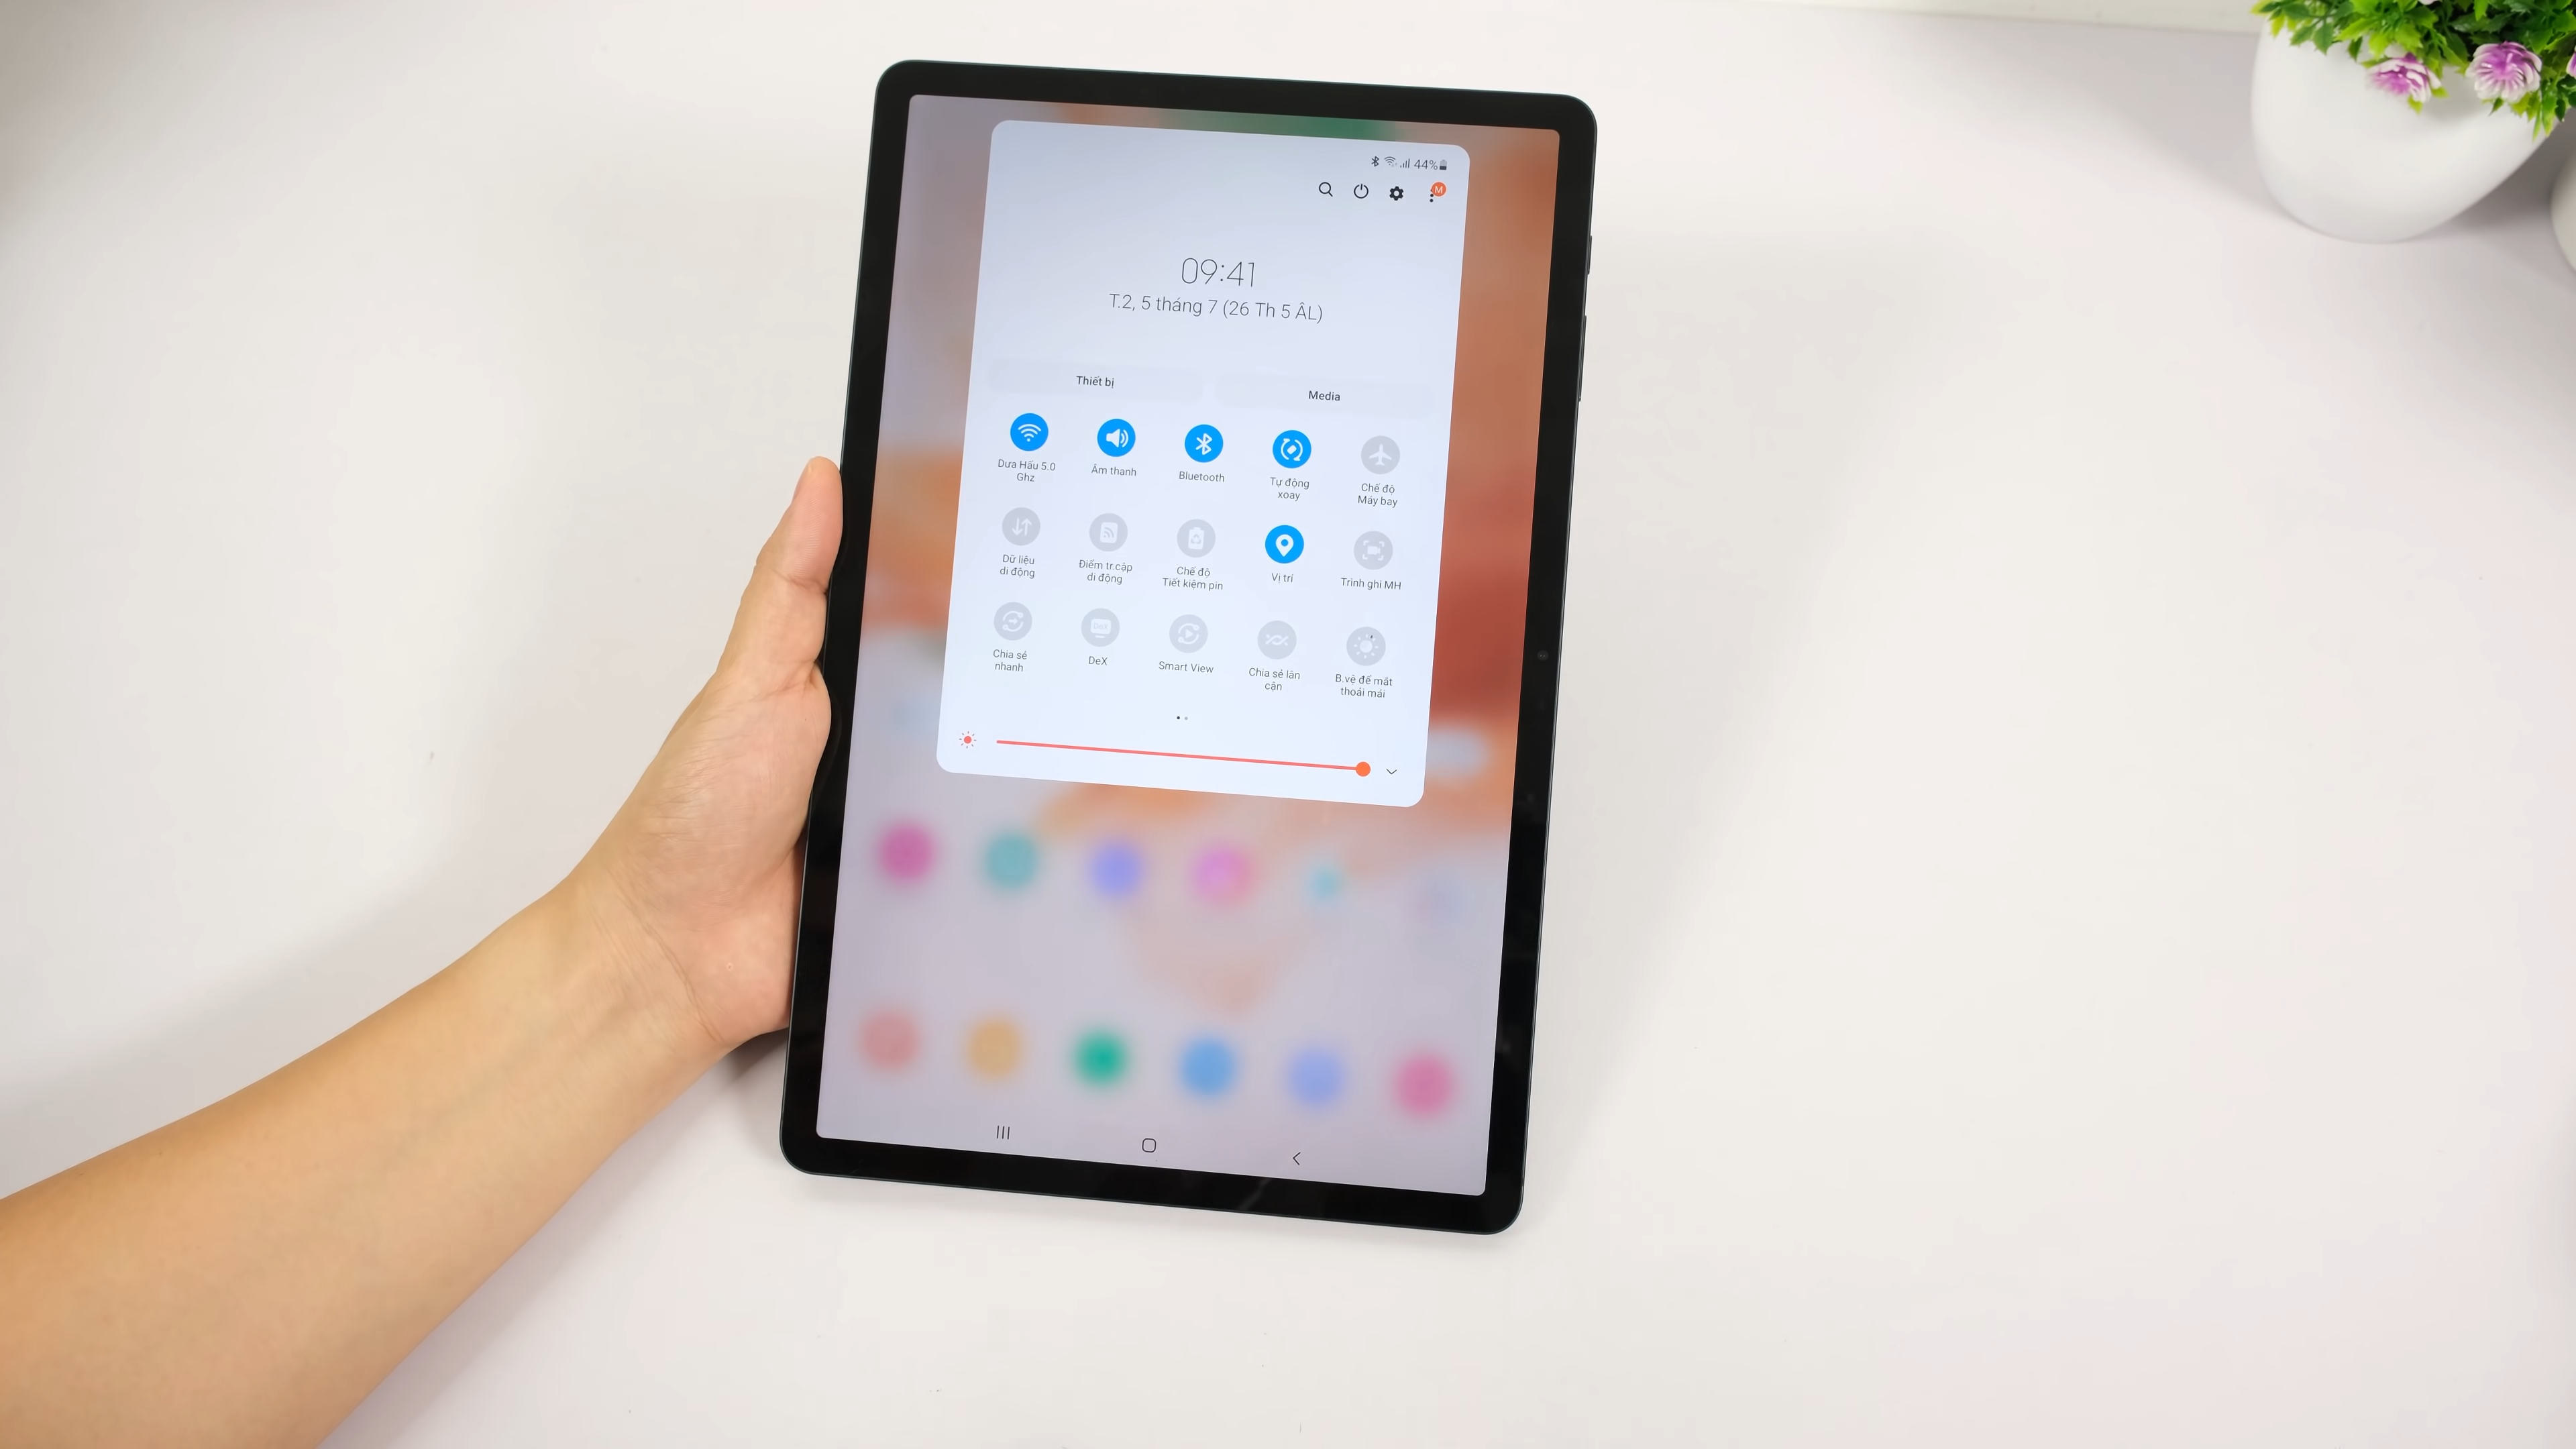 44%
M
09:41
T.2, 5 tháng 7 (26 Th 5 ÂL)
Thiết bị
Media
Dưa Hấu 5.0
Ghz
Âm thanh
Bluetooth
Tự động
xoay
Chế độ
Máy bay
Dữ liệu
di động
Điểm tr.cập
di động
Chế độ
Tiết kiệm pin
Vị trí
Trình ghi MH
Chia sẻ
nhanh
DeX
Smart View
Chia sẻ lân
cận
B.vệ để mắt
thoải mái